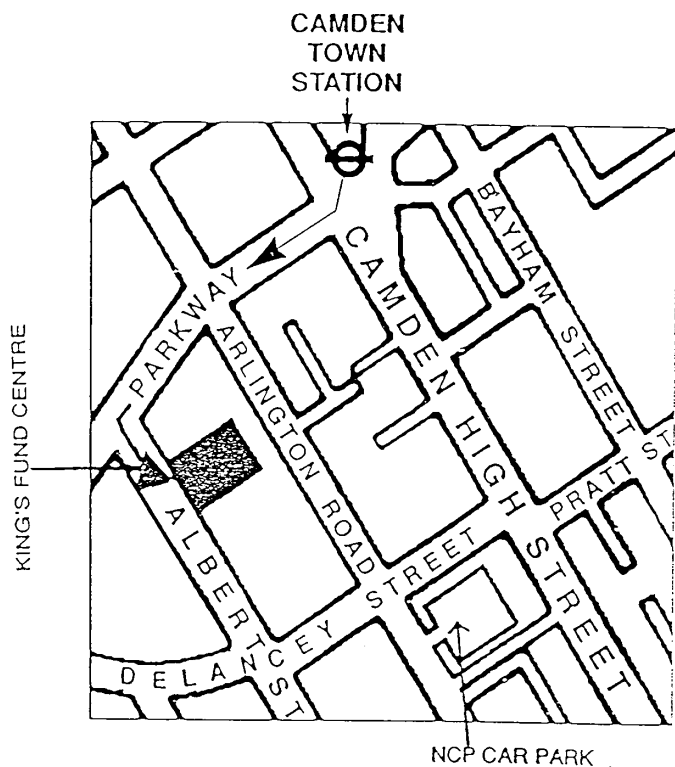 CAMDEN
TOWN
STATION
PARKWAY
CAMDEN HIGH STREET
BAYHAM STREET
ARLINGTON ROAD
KING'S FUND CENTRE
ALBERT ST
PRATT ST
DELANCEY STREET
NCP CAR PARK